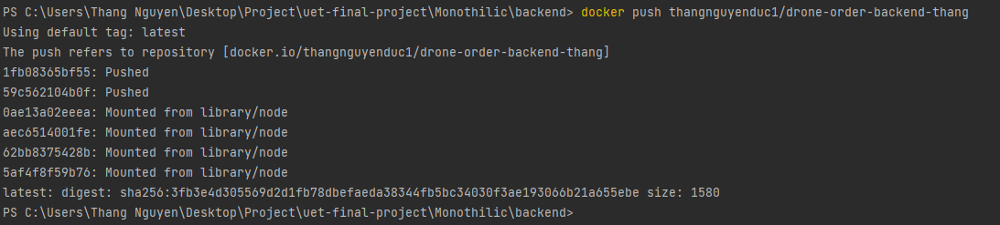 PS C:\Users\Thang Nguyen\Desktop\Project\uet-final-project\Monothilic\backend> docker push thangnguyenduc1/drone-order-backend-thang
Using default tag: latest
The push refers to repository [docker.io/thangnguyenduc1/drone-order-backend-thang]
1fb08365bf55: Pushed
59c562104b0f: Pushed
0ae13a02eeea: Mounted from library/node
aec6514001fe: Mounted from library/node
62bb8375428b: Mounted from library/node
5af4f8f59b76: Mounted from library/node
latest: digest: sha256:3fb3e4d305569d2d1fb78dbefaeda38344fb5bc34030f3ae193066b21a655ebe size: 1580
PS C:\Users\Thang Nguyen\Desktop\Project\uet-final-project\Monothilic\backend>